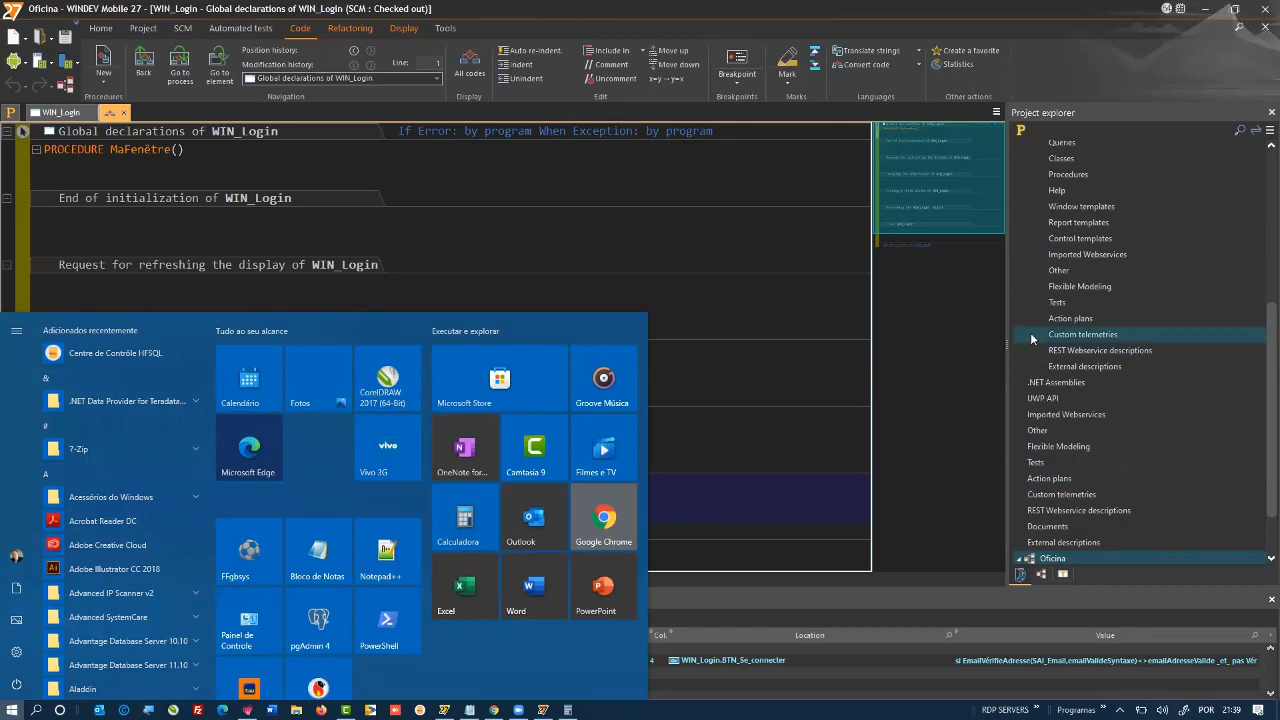 Oficina - WINDEV Mobile 27 - [WIN_Login - Global declarations of WIN_Login (SCM : Checked out)]
Home Project SCM Today's Code Refactoring Display Tools
New
Procedures
Back
Go to process
Go to element
Position history:
Line: 1
Global declarations of WIN_Login
Navigation
All codes
Display
Auto re-indent.
Indent
Unindent
Include in
Comment
Uncomment
Move up
Move down
x=y→y=x
Edit
Breakpoint
Breakpoints
Mark
Marks
Translate strings
Convert code
Languages
Create a favorite
Statistics
Other actions
WIN_Login
Global declarations of WIN_Login
If Error: by program When Exception: by program
PROCEDURE MaFenêtre()
End of initialization of WIN_Login
Request for refreshing the display of WIN_Login
Project explorer
Queries
Classes
Procedures
Help
Window templates
Report templates
Control templates
Imported Webservices
Other
Flexible Modeling
Tests
Action plans
Custom telemetries
REST Webservice descriptions
External descriptions
.NET Assemblies
UWP API
Imported Webservices
Other
Flexible Modeling
Tests
Action plans
Custom telemetries
REST Webservice descriptions
Documents
External descriptions
Oficina
Adicionados recentemente
Centre de Contrôle HFSQL
&
.NET Data Provider for Teradata...
#
7-Zip
A
Acessórios do Windows
Acrobat Reader DC
Adobe Creative Cloud
Adobe Illustrator CC 2018
Advanced IP Scanner v2
Advanced SystemCare
Advantage Database Server 10.10
Advantage Database Server 11.10
Aladdin
Tudo ao seu alcance
Calendário
Fotos
CorelDRAW 2017 (64-Bit)
Microsoft Edge
vivo
Vivo 3G
FFqbsys
Bloco de Notas
Notepad++
Painel de Controle
pgAdmin 4
PowerShell
itaú
Executar e explorar
Microsoft Store
Groove Música
OneNote for...
Camtasia 9
Filmes e TV
Calculadora
Outlook
Google Chrome
Excel
Word
PowerPoint
Col.
Location
Value
4
WIN_Login.BTN_Se_connecter
si EmailVérifieAdresse(SAI_Email,emailValideSyntaxe)<>emailAdresseValide _et_ pas Vér
RDP SERVERS
Programas
POR
21:39